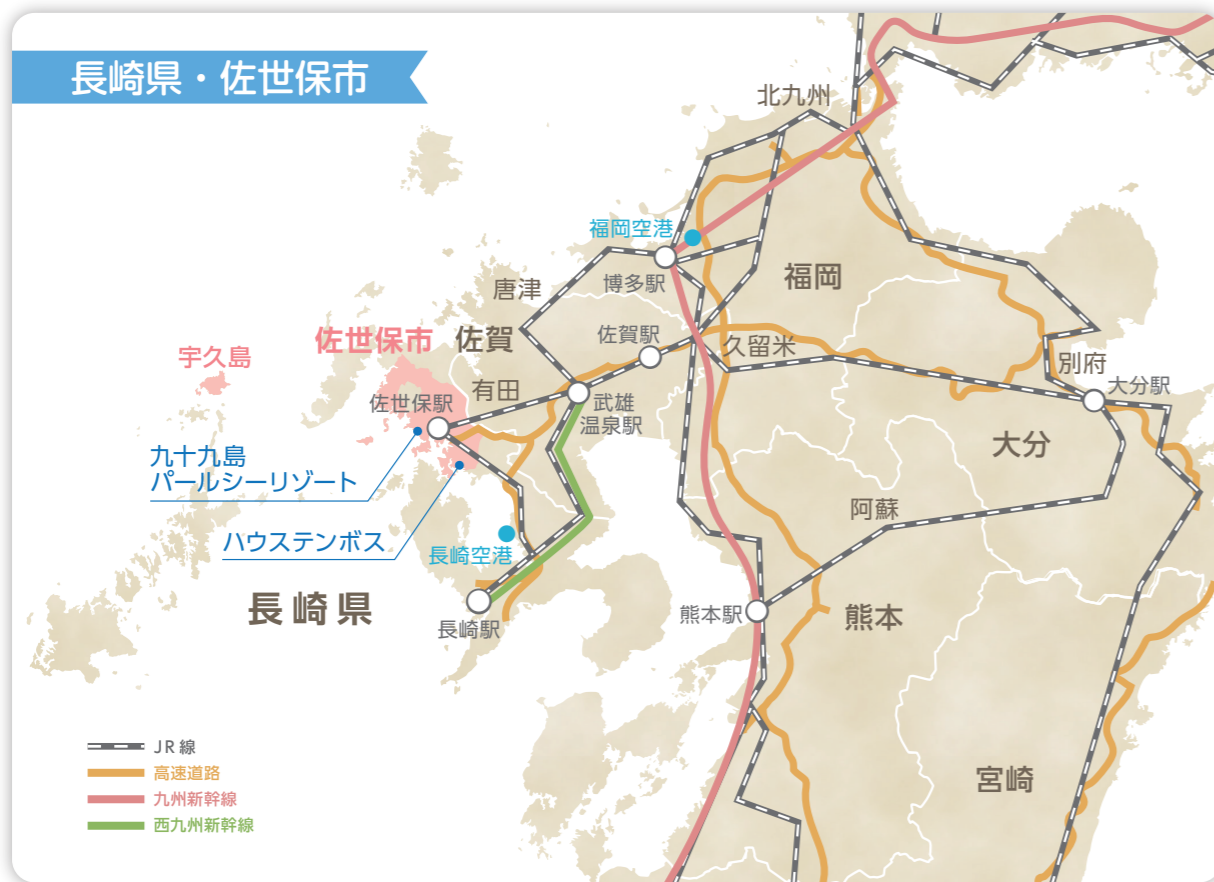 長崎県・佐世保市
北九州
福岡空港
博多駅
福岡
唐津
佐世保市
佐賀
佐賀駅
久留米
宇久島
別府
有田
大分駅
佐世保駅
武雄
温泉駅
大分
九十九島
パールシーリゾート
阿蘇
ハウステンボス
長崎空港
長崎県
長崎駅
熊本駅
熊本
宮崎
JR線
高速道路
九州新幹線
西九州新幹線